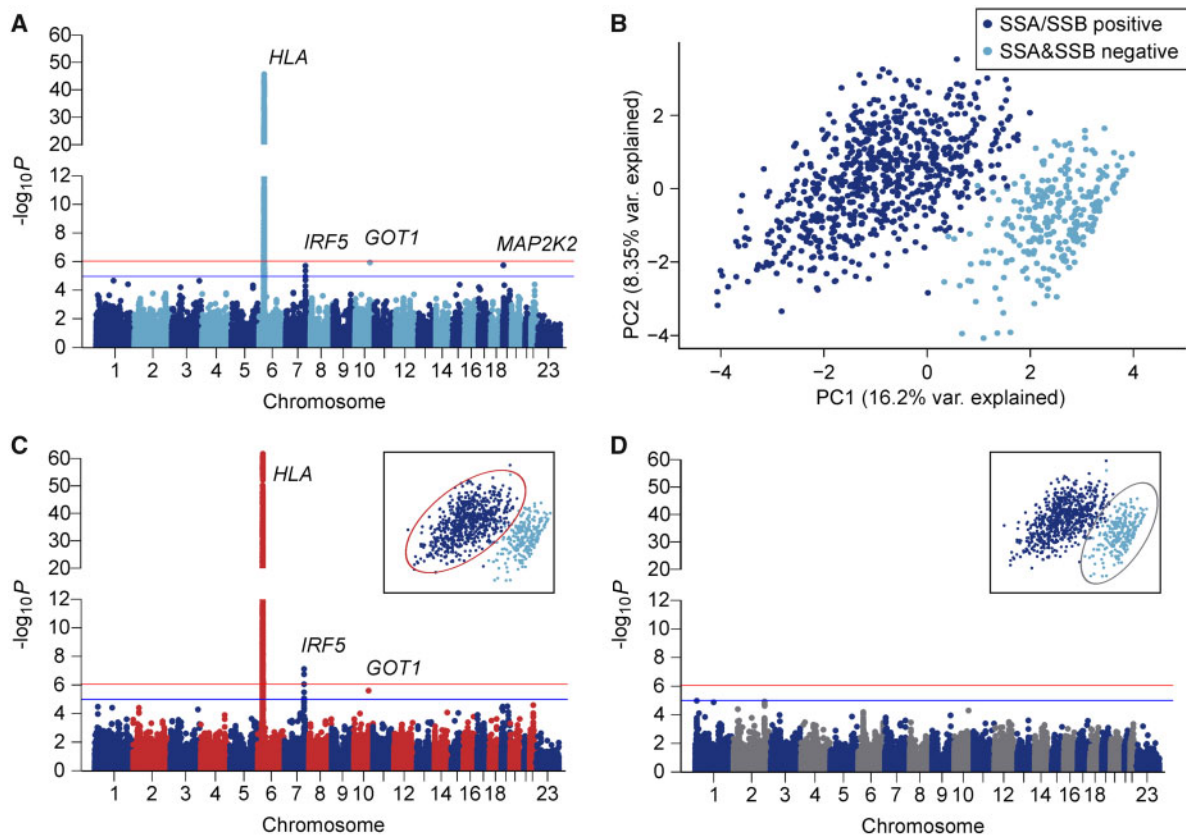 A
60
50
40
30
20
12
10
8
6
4
2
0
-log10P
HLA
IRF5
GOT1
MAP2K2
1 2 3 4 5 6 7 8 9 10 12 14 16 18 23
Chromosome
B
SSA/SSB positive
SSA&SSB negative
2
0
−2
−4
PC2 (8.35% var. explained)
−4 −2 0 2 4
PC1 (16.2% var. explained)
C
60
50
40
30
20
12
10
8
6
4
2
0
-log10P
HLA
IRF5
GOT1
1 2 3 4 5 6 7 8 9 10 12 14 16 18 23
Chromosome
D
60
50
40
30
20
12
10
8
6
4
2
0
-log10P
1 2 3 4 5 6 7 8 9 10 12 14 16 18 23
Chromosome